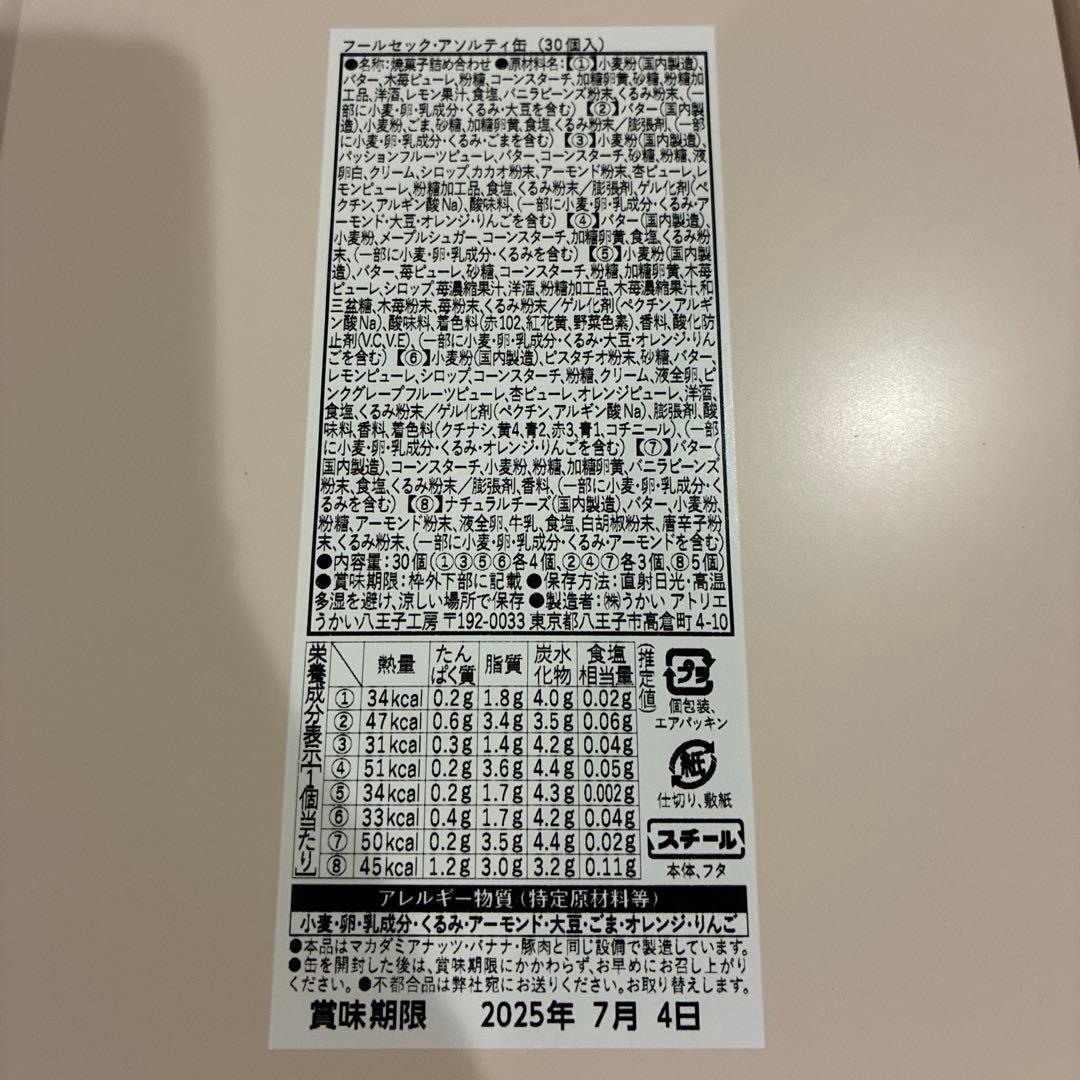 フールセック・アソルティ缶（30個入）
●名称：焼菓子詰め合わせ ●原材料名：【①】小麦粉（国内製造）、
バター、木苺ピューレ、粉糖、コーンスターチ、加糖卵黄、砂糖、粉糖加
工品、洋酒、レモン果汁、食塩、バニラビーンズ粉末、くるみ粉末、（一
部に小麦・卵・乳成分・くるみ・大豆を含む）【②】バター（国内製
造）、小麦粉、ごま、砂糖、加糖卵黄、食塩、くるみ粉末／膨張剤、（一部
に小麦・卵・乳成分・くるみ・ごまを含む）【③】小麦粉（国内製造）、
パッションフルーツピューレ、バター、コーンスターチ、砂糖、粉糖、液
卵白、クリーム、シロップ、カカオ粉末、アーモンド粉末、杏ピューレ、レ
モンピューレ、粉糖加工品、食塩、くるみ粉末／膨張剤、ゲル化剤（ペ
クチン、アルギン酸Na）、酸味料、（一部に小麦・卵・乳成分・くるみ・ア
ーモンド・大豆・オレンジ・りんごを含む）【④】バター（国内製造）、
小麦粉、メープルシュガー、コーンスターチ、加糖卵黄、食塩、くるみ粉
末、（一部に小麦・卵・乳成分・くるみを含む）【⑤】小麦粉（国内製
造）、バター、苺ピューレ、砂糖、コーンスターチ、粉糖、加糖卵黄、木苺
ピューレ、シロップ、苺濃縮果汁、洋酒、粉糖加工品、木苺濃縮果汁、和
三盆糖、木苺粉末、苺粉末、くるみ粉末／ゲル化剤（ペクチン、アルギ
ン酸Na）、酸味料、着色料（赤102、紅花黄、野菜色素）、香料、酸化防
止剤（V.C、V.E）、（一部に小麦・卵・乳成分・くるみ・大豆・オレンジ・りん
ごを含む）【⑥】小麦粉（国内製造）、ピスタチオ粉末、砂糖、バター、
レモンピューレ、シロップ、コーンスターチ、粉糖、クリーム、液全卵、ピ
ンクグレープフルーツピューレ、杏ピューレ、オレンジピューレ、洋酒、
食塩、くるみ粉末／ゲル化剤（ペクチン、アルギン酸Na）、膨張剤、酸
味料、香料、着色料（クチナシ、黄4、青2、赤3、青1、コチニール）、（一部
に小麦・卵・乳成分・くるみ・オレンジ・りんごを含む）【⑦】バター
（国内製造）、コーンスターチ、小麦粉、粉糖、加糖卵黄、バニラビーンズ
粉末、食塩、くるみ粉末／膨張剤、香料、（一部に小麦・卵・乳成分・く
るみを含む）【⑧】ナチュラルチーズ（国内製造）、バター、小麦粉、
粉糖、アーモンド粉末、液全卵、牛乳、食塩、白胡椒粉末、唐辛子粉
末、くるみ粉末、（一部に小麦・卵・乳成分・くるみ・アーモンドを含む）
●内容量：30個（①③⑤⑥各4個、②④⑦各3個、⑧5個）
●賞味期限：枠外下部に記載 ●保存方法：直射日光・高温
多湿を避け、涼しい場所で保存 ●製造者：㈱うかい アトリエ
うかい八王子工房 〒192-0033 東京都八王子市高倉町4-10
栄養成分表示［1個当たり］
熱量 たんぱく質 脂質 炭水化物 食塩相当量 （推定値）
① 34kcal 0.2g 1.8g 4.0g 0.02g
② 47kcal 0.6g 3.4g 3.5g 0.06g
③ 31kcal 0.3g 1.4g 4.2g 0.04g
④ 51kcal 0.2g 3.6g 4.4g 0.05g
⑤ 34kcal 0.2g 1.7g 4.3g 0.002g
⑥ 33kcal 0.4g 1.7g 4.2g 0.04g
⑦ 50kcal 0.2g 3.5g 4.4g 0.02g
⑧ 45kcal 1.2g 3.0g 3.2g 0.11g
プラ
個包装、
エアパッキン
紙
仕切り、敷紙
スチール
本体、フタ
アレルギー物質（特定原材料等）
小麦・卵・乳成分・くるみ・アーモンド・大豆・ごま・オレンジ・りんご
●本品はマカダミアナッツ・バナナ・豚肉と同じ設備で製造しています。
●缶を開封した後は、賞味期限にかかわらず、お早めにお召し上がり
ください。●不都合品は弊社宛にお送りください。お取り替えします。
賞味期限 2025年 7月 4日